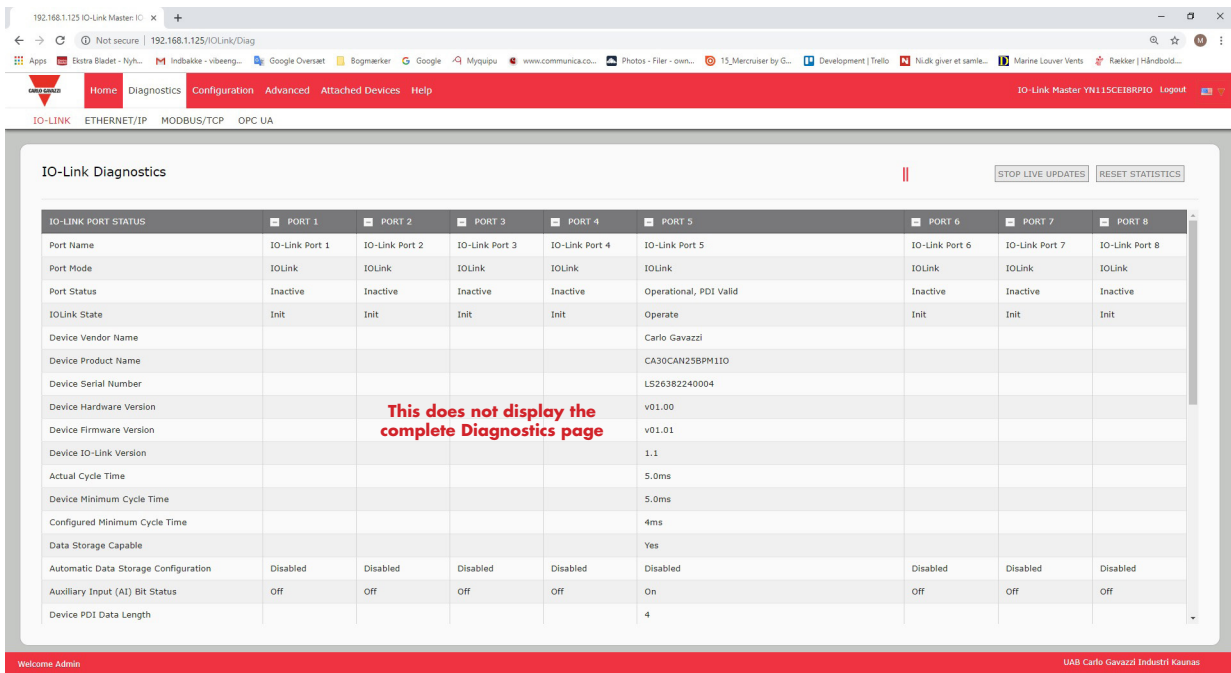 192.168.1.125 IO-Link Master: IO
Not secure | 192.168.1.125/IOLink/Diag
Apps Ekstra Bladet - Nyh... Indbakke - vibeeng... Google Oversæt Bogmærker Google Myquipu www.communica.co... Photos - Filer - own... 15_Mercruiser by G... Development | Trello Ni.dk giver et samle... Marine Louver Vents Rækker | Håndbold....
CARLO GAVAZZI Home Diagnostics Configuration Advanced Attached Devices Help IO-Link Master YN115CEI8RPIO Logout
IO-LINK ETHERNET/IP MODBUS/TCP OPC UA
IO-Link Diagnostics STOP LIVE UPDATES RESET STATISTICS
IO-LINK PORT STATUS PORT 1 PORT 2 PORT 3 PORT 4 PORT 5 PORT 6 PORT 7 PORT 8
Port Name IO-Link Port 1 IO-Link Port 2 IO-Link Port 3 IO-Link Port 4 IO-Link Port 5 IO-Link Port 6 IO-Link Port 7 IO-Link Port 8
Port Mode IOLink IOLink IOLink IOLink IOLink IOLink IOLink IOLink
Port Status Inactive Inactive Inactive Inactive Operational, PDI Valid Inactive Inactive Inactive
IOLink State Init Init Init Init Operate Init Init Init
Device Vendor Name Carlo Gavazzi
Device Product Name CA30CAN25BPM1IO
Device Serial Number LS26382240004
Device Hardware Version v01.00
This does not display the
complete Diagnostics page
Device Firmware Version v01.01
Device IO-Link Version 1.1
Actual Cycle Time 5.0ms
Device Minimum Cycle Time 5.0ms
Configured Minimum Cycle Time 4ms
Data Storage Capable Yes
Automatic Data Storage Configuration Disabled Disabled Disabled Disabled Disabled Disabled Disabled Disabled
Auxiliary Input (AI) Bit Status Off Off Off Off On Off Off Off
Device PDI Data Length 4
Welcome Admin UAB Carlo Gavazzi Industri Kaunas